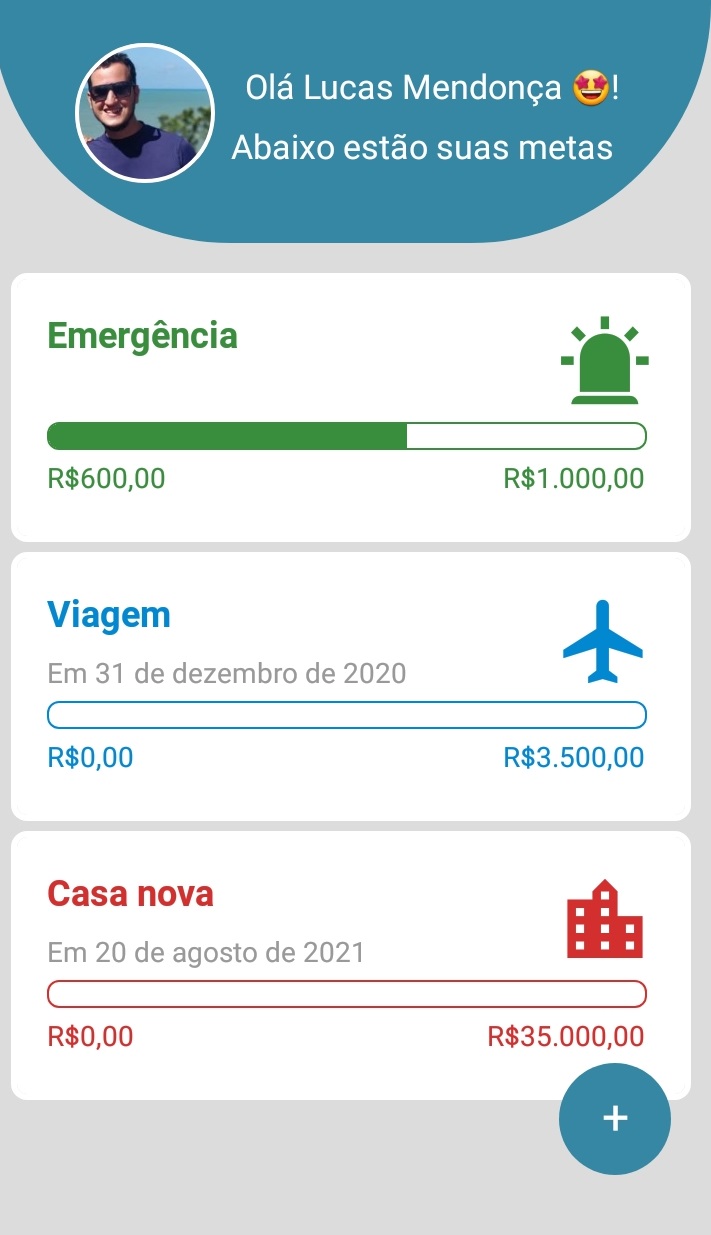 Olá Lucas Mendonça 🤩!
Abaixo estão suas metas
Emergência
R$600,00 R$1.000,00
Viagem
Em 31 de dezembro de 2020
R$0,00 R$3.500,00
Casa nova
Em 20 de agosto de 2021
R$0,00 R$35.000,00
+